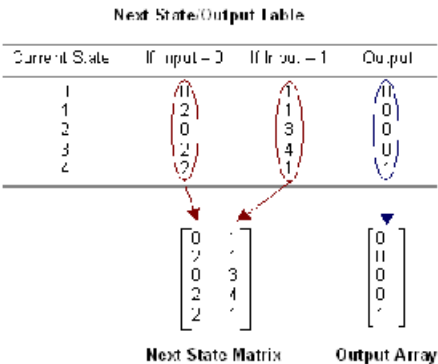 Next State/Output Table
Current State If Input = 0 If Input = 1 Output
0 1 0
1 2 1 0
2 0 3 0
3 2 4 0
4 2 1 1
0 1 0
2 1 0
0 3 0
2 4 0
2 1 1
Next State Matrix Output Array